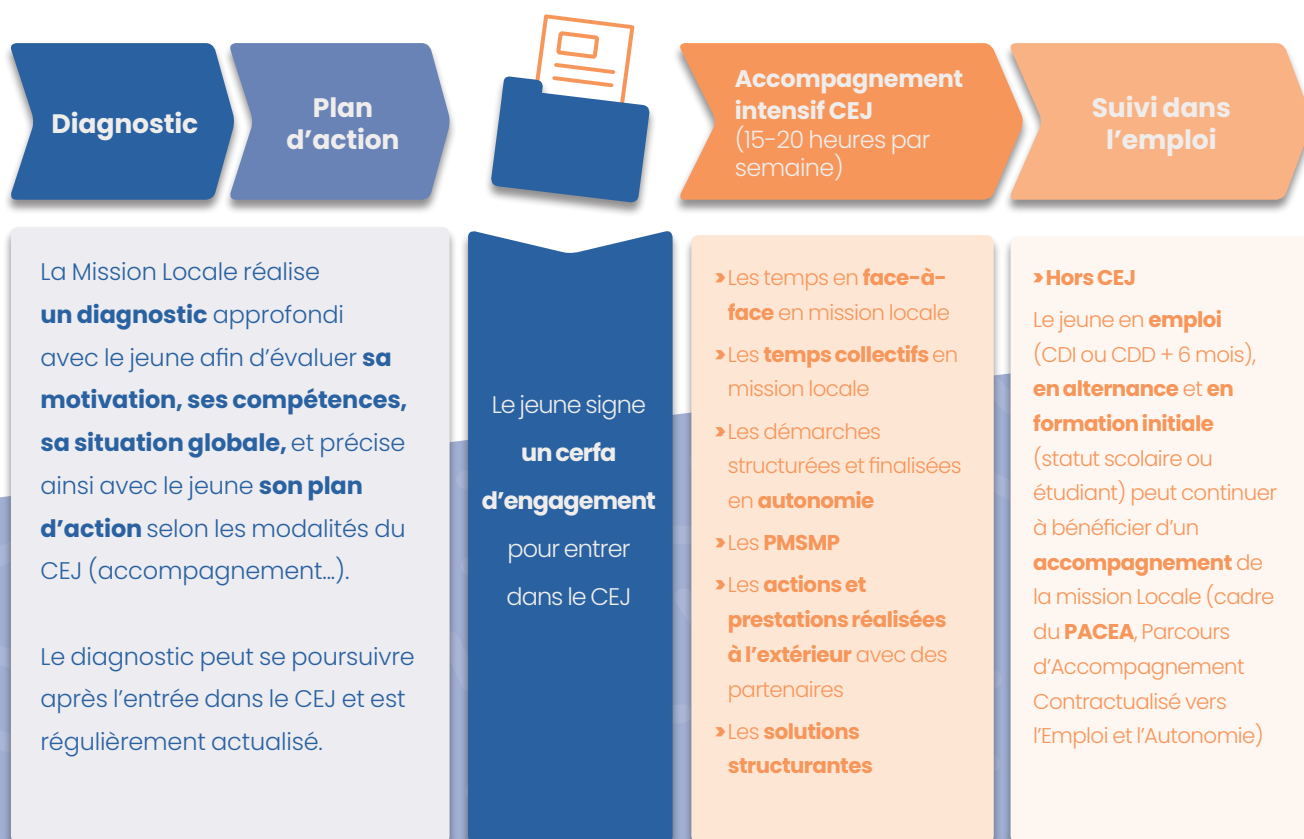 Diagnostic
Plan
d'action
Accompagnement
intensif CEJ
(15-20 heures par
semaine)
Suivi dans
l'emploi
La Mission Locale réalise
un diagnostic approfondi
avec le jeune afin d'évaluer sa
motivation, ses compétences,
sa situation globale, et précise
ainsi avec le jeune son plan
d'action selon les modalités du
CEJ (accompagnement...).
Le diagnostic peut se poursuivre
après l'entrée dans le CEJ et est
régulièrement actualisé.
Le jeune signe
un cerfa
d'engagement
pour entrer
dans le CEJ
> Les temps en face-à-
face en mission locale
> Les temps collectifs en
mission locale
> Les démarches
structurées et finalisées
en autonomie
> Les PMSMP
> Les actions et
prestations réalisées
à l'extérieur avec des
partenaires
> Les solutions
structurantes
> Hors CEJ
Le jeune en emploi
(CDI ou CDD + 6 mois),
en alternance et en
formation initiale
(statut scolaire ou
étudiant) peut continuer
à bénéficier d'un
accompagnement de
la mission Locale (cadre
du PACEA, Parcours
d'Accompagnement
Contractualisé vers
l'Emploi et l'Autonomie)